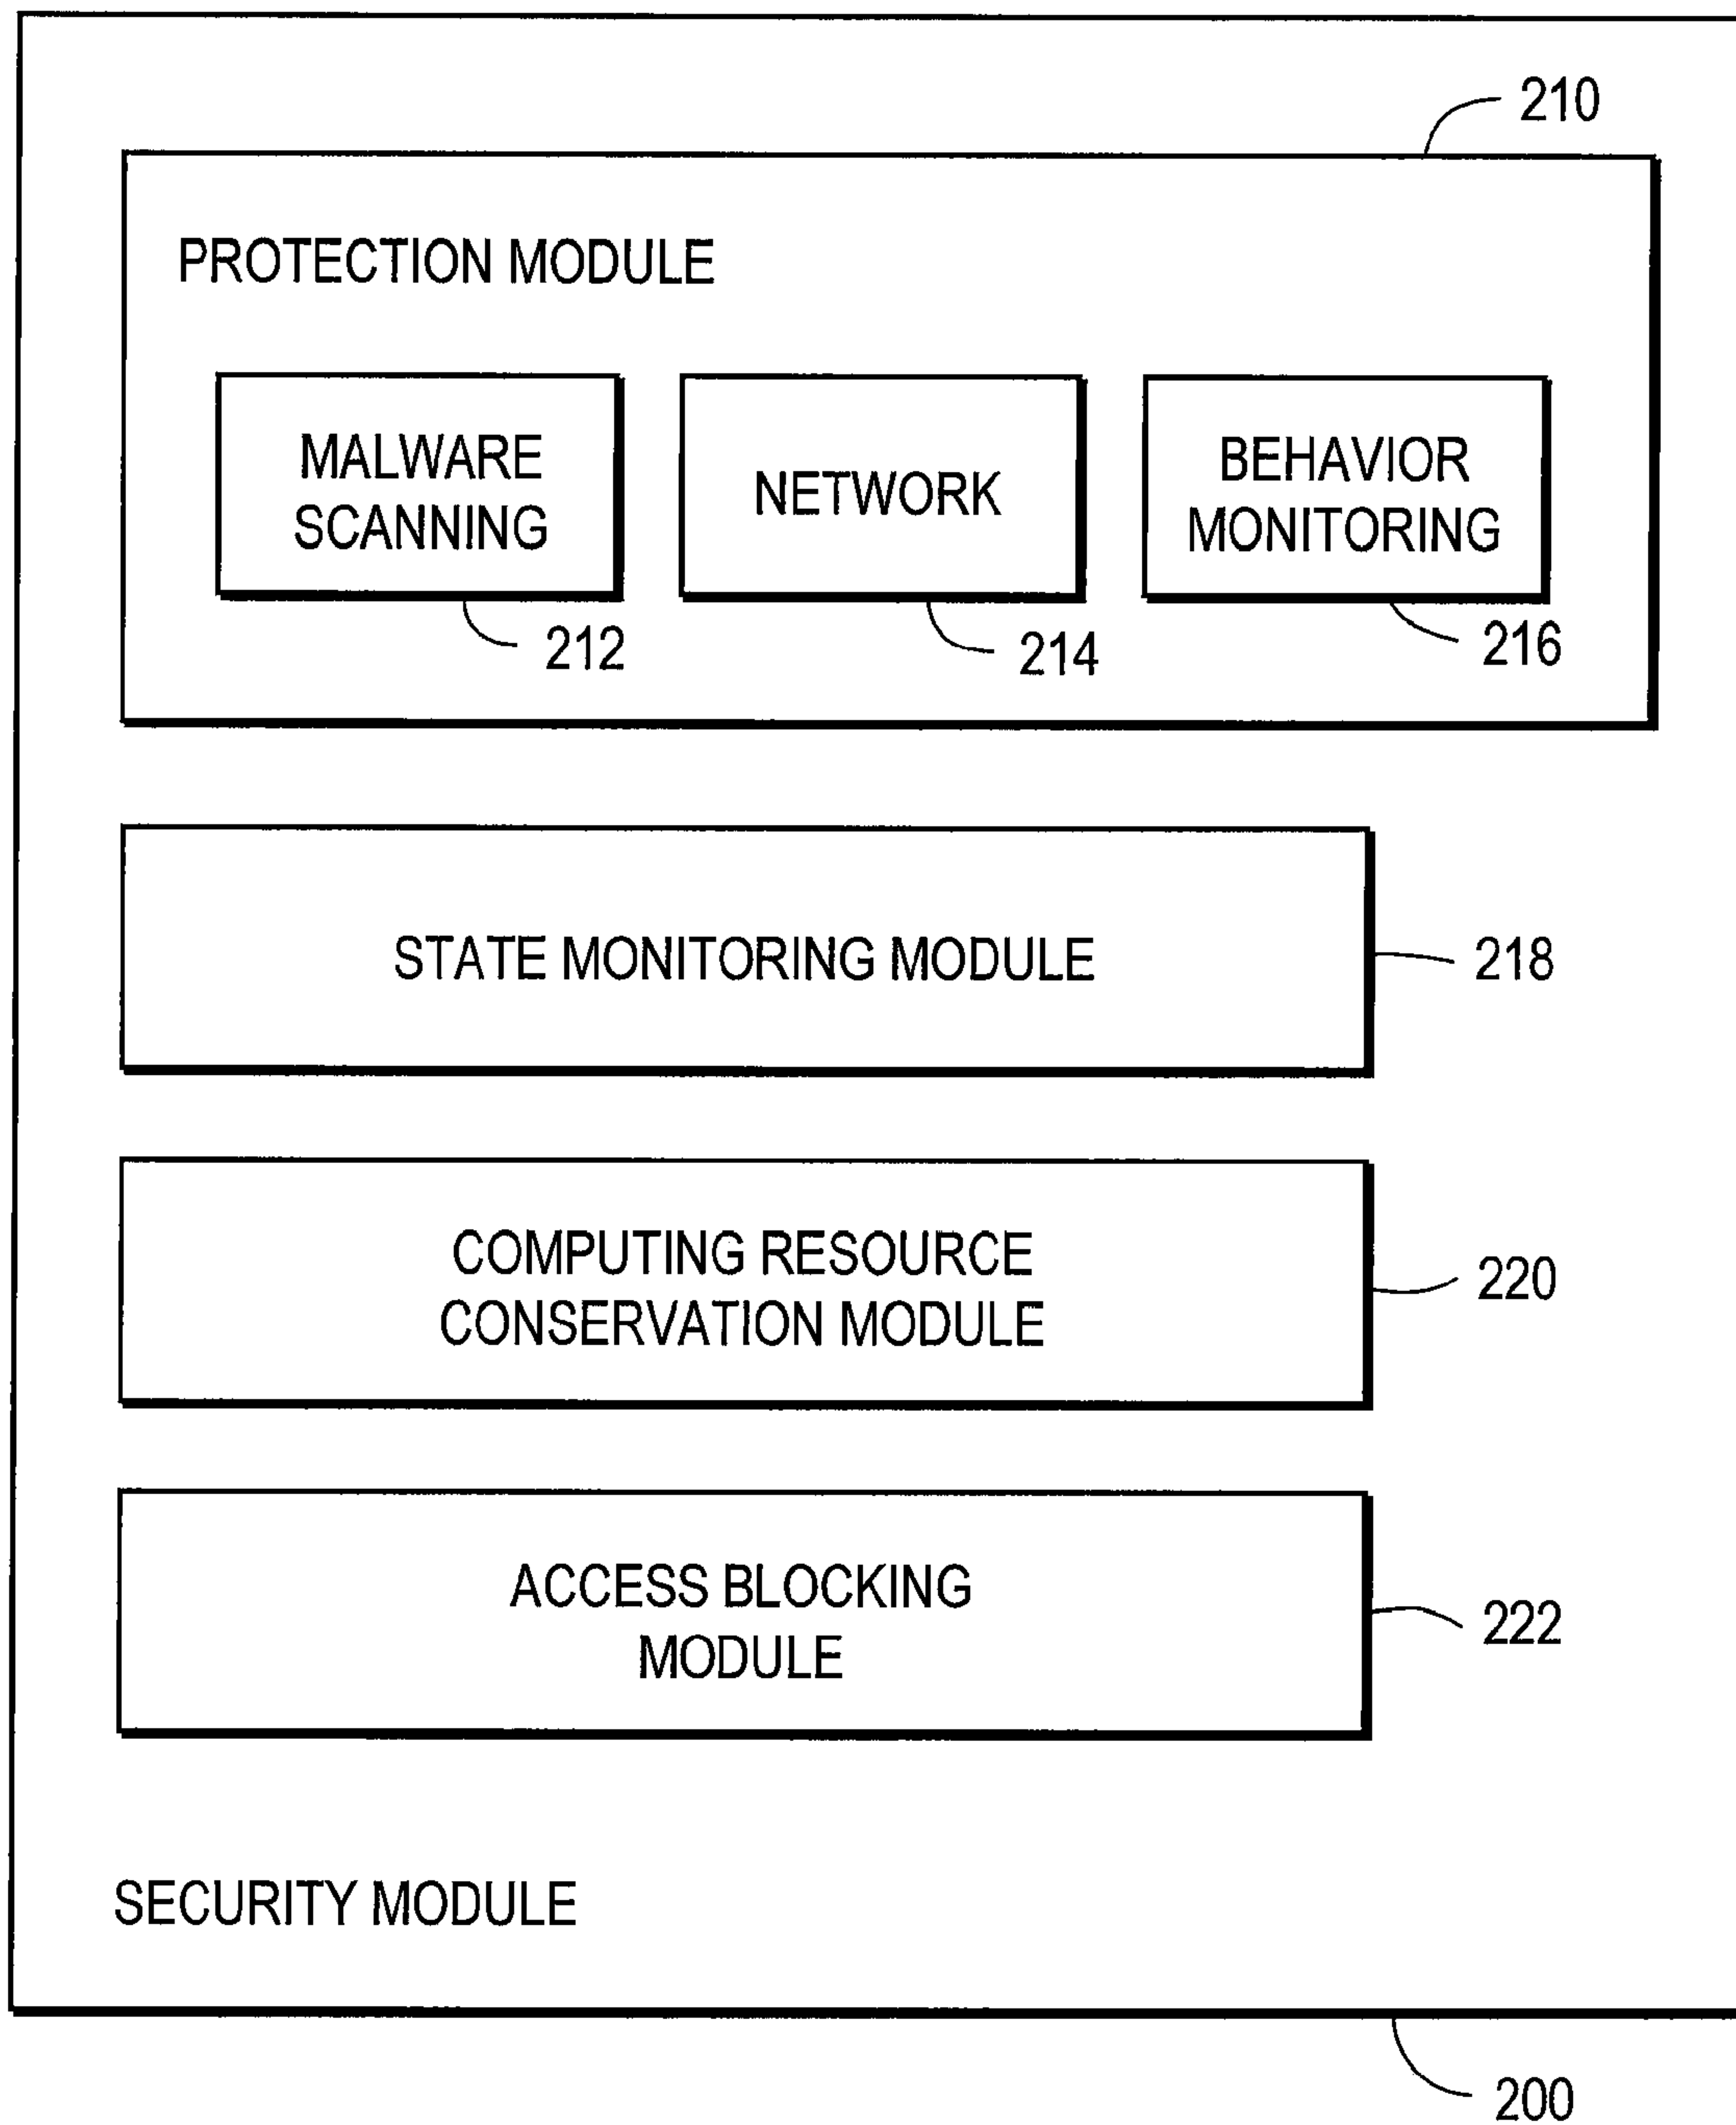 210
PROTECTION MODULE
MALWARE
SCANNING
NETWORK
BEHAVIOR
MONITORING
212
214
216
STATE MONITORING MODULE
218
COMPUTING RESOURCE
CONSERVATION MODULE
220
ACCESS BLOCKING
MODULE
222
SECURITY MODULE
200